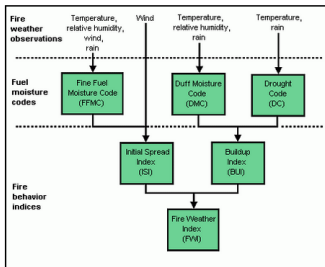 Fire
weather
observations
Temperature,
relative humidity,
wind,
rain
Wind
Temperature,
relative humidity,
rain
Temperature,
rain
Fuel
moisture
codes
Fine Fuel
Moisture Code
(FFMC)
Duff Moisture
Code
(DMC)
Drought
Code
(DC)
Fire
behavior
indices
Initial Spread
Index
(ISI)
Buildup
Index
(BUI)
Fire Weather
Index
(FWI)